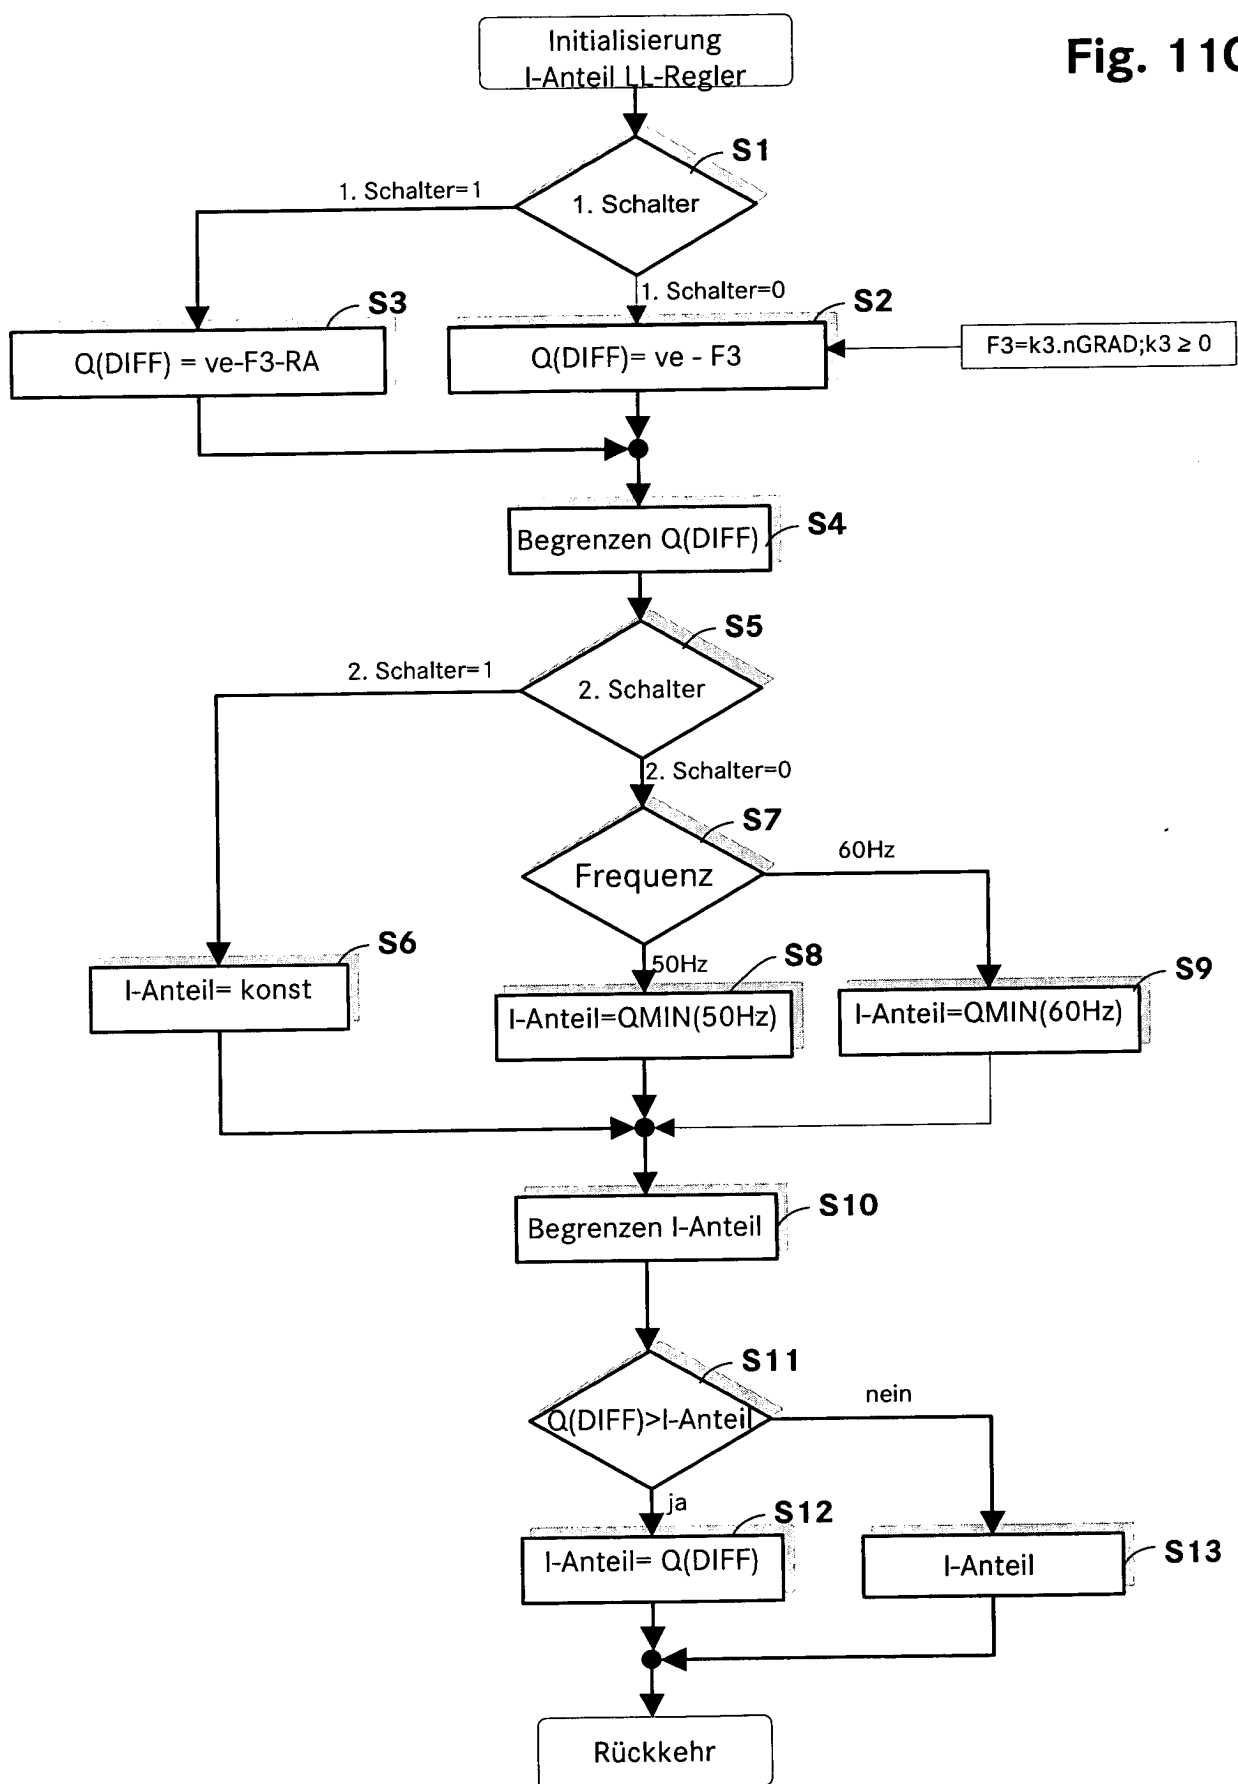 Initialisierung
I-Anteil LL-Regler
Fig. 110
S1
1. Schalter=1
1. Schalter
1. Schalter=0
S3
S2
Q(DIFF) = ve-F3-RA
Q(DIFF)= ve - F3
F3=k3.nGRAD;k3 ≥ 0
S4
Begrenzen Q(DIFF)
S5
2. Schalter=1
2. Schalter
2. Schalter=0
S7
60Hz
Frequenz
S6
50Hz
S8
S9
I-Anteil= konst
I-Anteil=QMIN(50Hz)
I-Anteil=QMIN(60Hz)
S10
Begrenzen I-Anteil
S11
nein
Q(DIFF)>I-Anteil
ja
S12
I-Anteil= Q(DIFF)
I-Anteil
S13
Rückkehr